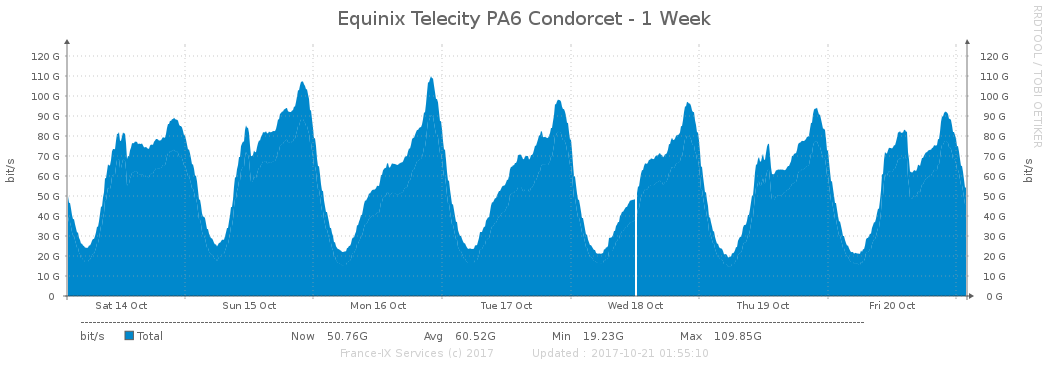 Equinix Telecity PA6 Condorcet - 1 Week
RRDTOOL / TOBI OETIKER
bit/s
120 G 120 G
110 G 110 G
100 G 100 G
90 G 90 G
80 G 80 G
70 G 70 G
60 G 60 G
50 G 50 G
40 G 40 G
30 G 30 G
20 G 20 G
10 G 10 G
0 0 G
bit/s
Sat 14 Oct Sun 15 Oct Mon 16 Oct Tue 17 Oct Wed 18 Oct Thu 19 Oct Fri 20 Oct
bit/s Total Now 50.76G Avg 60.52G Min 19.23G Max 109.85G
France-IX Services (c) 2017 Updated : 2017-10-21 01:55:10